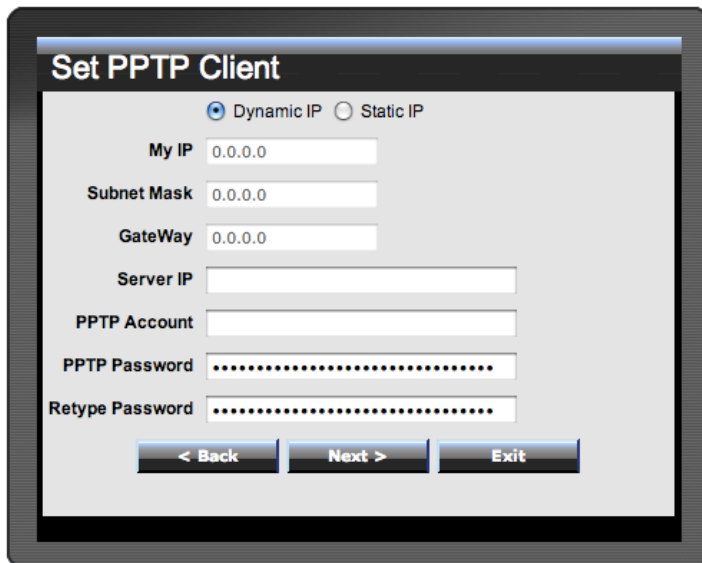 Set PPTP Client
Dynamic IP Static IP
My IP 0.0.0.0
Subnet Mask 0.0.0.0
GateWay 0.0.0.0
Server IP
PPTP Account
PPTP Password ••••••••••••••••••••••••••••••••
Retype Password ••••••••••••••••••••••••••••••••
< Back Next > Exit